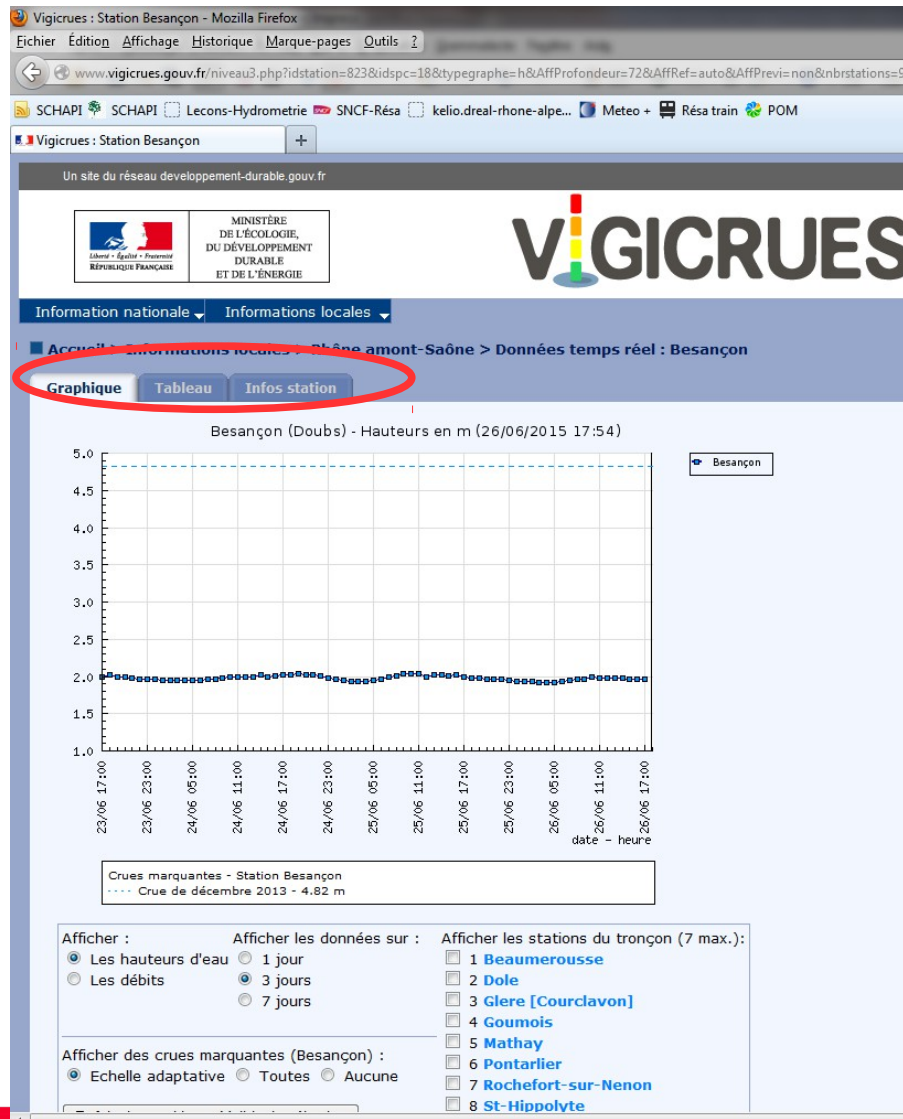 Vigicrues : Station Besançon - Mozilla Firefox
Fichier Édition Affichage Historique Marque-pages Outils ?
www.vigicrues.gouv.fr/niveau3.php?idstation=823&idspc=18&typegraphe=h&AffProfondeur=72&AffRef=auto&AffPrevi=non&nbrstations=9
SCHAPI SCHAPI Lecons-Hydrometrie SNCF-Résa kelio.dreal-rhone-alpe... Meteo + Résa train POM
Vigicrues : Station Besançon +
Un site du réseau developpement-durable.gouv.fr
Liberté • Égalité • Fraternité
RÉPUBLIQUE FRANÇAISE
MINISTÈRE
DE L'ÉCOLOGIE,
DU DÉVELOPPEMENT
DURABLE
ET DE L'ÉNERGIE
VIGICRUES
Information nationale Informations locales
Accueil > Informations locales > Rhône amont-Saône > Données temps réel : Besançon
Graphique Tableau Infos station
Besançon (Doubs) - Hauteurs en m (26/06/2015 17:54)
Besançon
5.0
4.5
4.0
3.5
3.0
2.5
2.0
1.5
1.0
23/06 17:00
23/06 23:00
24/06 05:00
24/06 11:00
24/06 17:00
24/06 23:00
25/06 05:00
25/06 11:00
25/06 17:00
25/06 23:00
26/06 05:00
26/06 11:00
26/06 17:00
date - heure
Crues marquantes - Station Besançon
Crue de décembre 2013 - 4.82 m
Afficher : Afficher les données sur : Afficher les stations du tronçon (7 max.):
Les hauteurs d'eau 1 jour 1 Beaumerousse
Les débits 3 jours 2 Dole
7 jours 3 Glere [Courclavon]
4 Goumois
5 Mathay
Afficher des crues marquantes (Besançon) : 6 Pontarlier
Echelle adaptative Toutes Aucune 7 Rochefort-sur-Nenon
8 St-Hippolyte